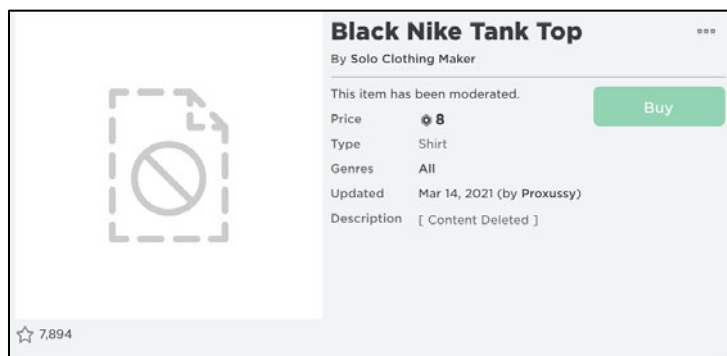 Black Nike Tank Top
By Solo Clothing Maker
This item has been moderated.
Buy
Price 8
Type Shirt
Genres All
Updated Mar 14, 2021 (by Proxussy)
Description [ Content Deleted ]
7,894